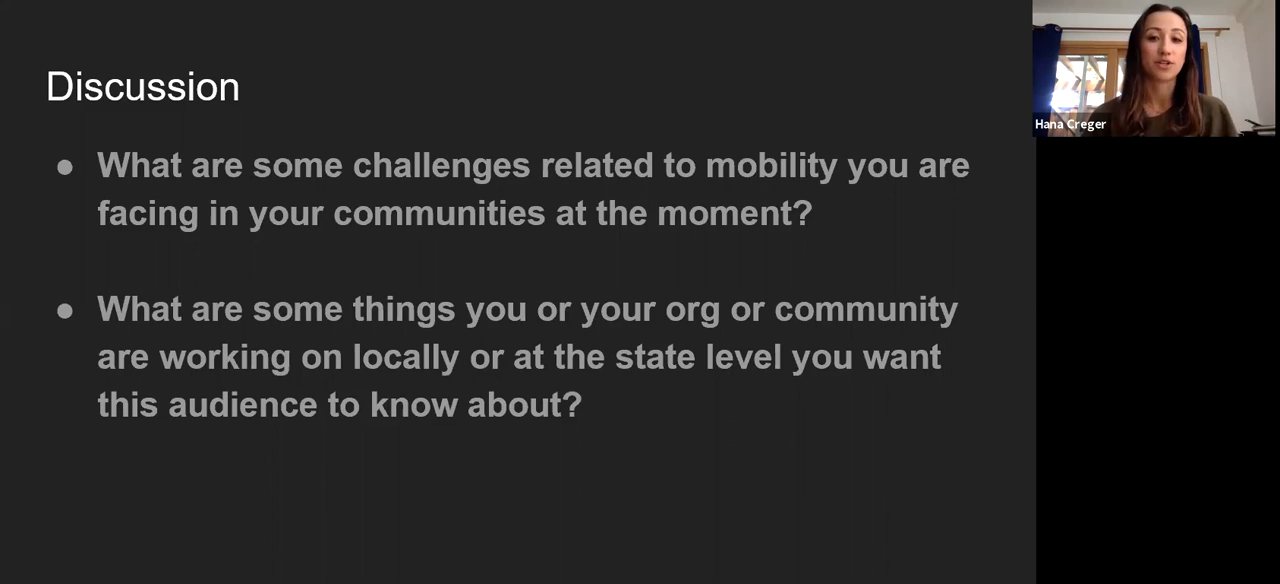 Discussion
● What are some challenges related to mobility you are
facing in your communities at the moment?
● What are some things you or your org or community
are working on locally or at the state level you want
this audience to know about?
Hana Creger